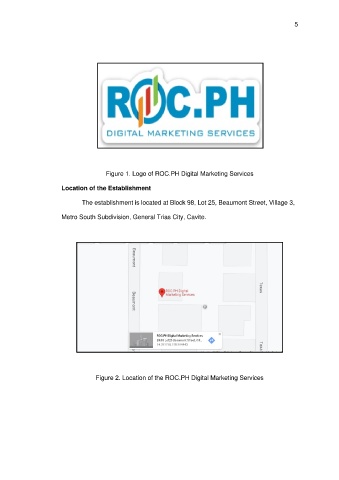 5
ROC.PH
DIGITAL MARKETING SERVICES
Figure 1. Logo of ROC.PH Digital Marketing Services
Location of the Establishment
The establishment is located at Block 98, Lot 25, Beaumont Street, Village 3,
Metro South Subdivision, General Trias City, Cavite.
Beaumont
Beaumont
ROC.PH Digital
Marketing Services
ROC.PH Digital Marketing Services
Figure 2. Location of the ROC.PH Digital Marketing Services